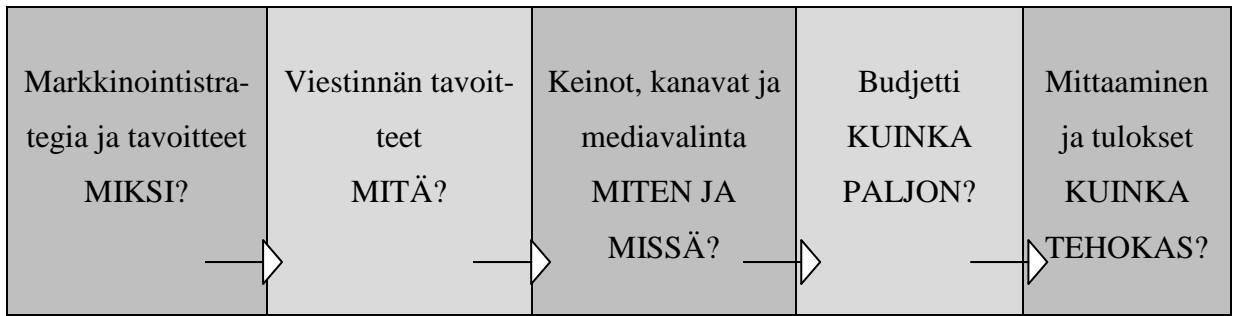 Markkinointistra-
tegia ja tavoitteet
MIKSI?
Viestinnän tavoit-
teet
MITÄ?
Keinot, kanavat ja
mediavalinta
MITEN JA
MISSÄ?
Budjetti
KUINKA
PALJON?
Mittaaminen
ja tulokset
KUINKA
TEHOKAS?